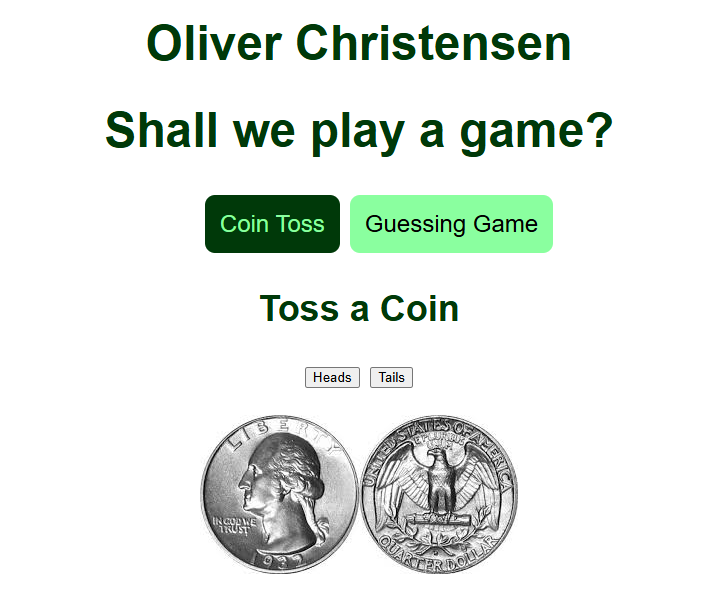 Oliver Christensen
Shall we play a game?
Coin Toss Guessing Game
Toss a Coin
Heads Tails
LIBERTY UNITED STATES OF AMERICA
E PLURIBUS
IN GOD WE
TRUST
1932 QUARTER DOLLAR